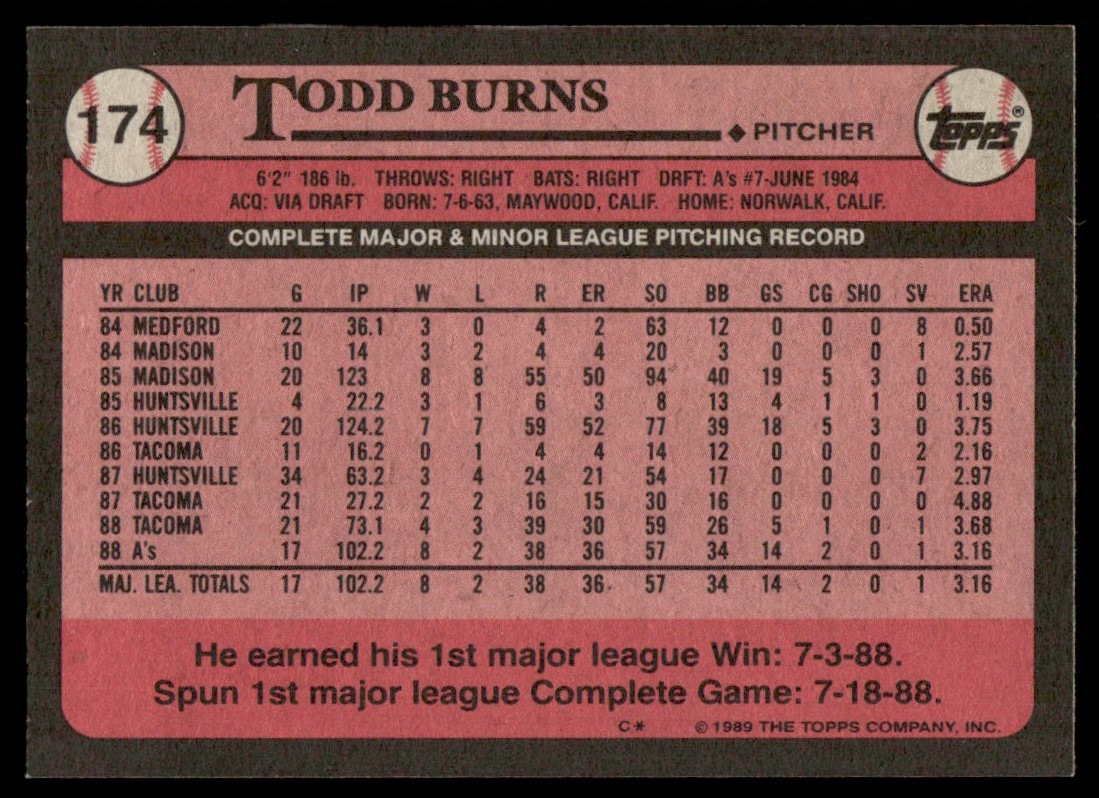 174
TODD BURNS
◆ PITCHER
topps®
6'2" 186 lb. THROWS: RIGHT BATS: RIGHT DRFT: A's #7-JUNE 1984
ACQ: VIA DRAFT BORN: 7-6-63, MAYWOOD, CALIF. HOME: NORWALK, CALIF.
COMPLETE MAJOR & MINOR LEAGUE PITCHING RECORD
YR CLUB G IP W L R ER SO BB GS CG SHO SV ERA
84 MEDFORD 22 36.1 3 0 4 2 63 12 0 0 0 8 0.50
84 MADISON 10 14 3 2 4 4 20 3 0 0 0 1 2.57
85 MADISON 20 123 8 8 55 50 94 40 19 5 3 0 3.66
85 HUNTSVILLE 4 22.2 3 1 6 3 8 13 4 1 1 0 1.19
86 HUNTSVILLE 20 124.2 7 7 59 52 77 39 18 5 3 0 3.75
86 TACOMA 11 16.2 0 1 4 4 14 12 0 0 0 2 2.16
87 HUNTSVILLE 34 63.2 3 4 24 21 54 17 0 0 0 7 2.97
87 TACOMA 21 27.2 2 2 16 15 30 16 0 0 0 0 4.88
88 TACOMA 21 73.1 4 3 39 30 59 26 5 1 0 1 3.68
88 A's 17 102.2 8 2 38 36 57 34 14 2 0 1 3.16
MAJ. LEA. TOTALS 17 102.2 8 2 38 36 57 34 14 2 0 1 3.16
He earned his 1st major league Win: 7-3-88.
Spun 1st major league Complete Game: 7-18-88.
C* © 1989 THE TOPPS COMPANY, INC.